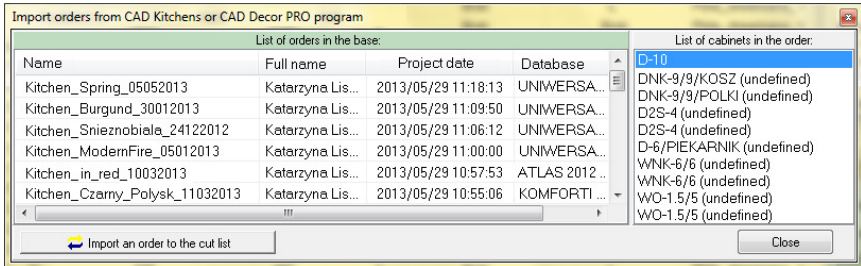 Import orders from CAD Kitchens or CAD Decor PRO program
List of orders in the base:
Name Full name Project date Database
Kitchen_Spring_05052013 Katarzyna Lis... 2013/05/29 11:18:13 UNIWERSA...
Kitchen_Burgund_30012013 Katarzyna Lis... 2013/05/29 11:09:50 UNIWERSA...
Kitchen_Snieznobiala_24122012 Katarzyna Lis... 2013/05/29 11:06:12 UNIWERSA...
Kitchen_ModernFire_05012013 Katarzyna Lis... 2013/05/29 11:00:00 UNIWERSA...
Kitchen_in_red_10032013 Katarzyna Lis... 2013/05/29 10:57:53 ATLAS 2012 ..
Kitchen_Czarny_Polysk_11032013 Katarzyna Lis... 2013/05/29 10:55:06 KOMFORTI ...
Import an order to the cut list
List of cabinets in the order:
D-10
DNK-9/9/KOSZ (undefined)
DNK-9/9/POLKI (undefined)
D2S-4 (undefined)
D2S-4 (undefined)
D-6/PIEKARNIK (undefined)
WNK-6/6 (undefined)
WNK-6/6 (undefined)
WO-1.5/5 (undefined)
WO-1.5/5 (undefined)
Close